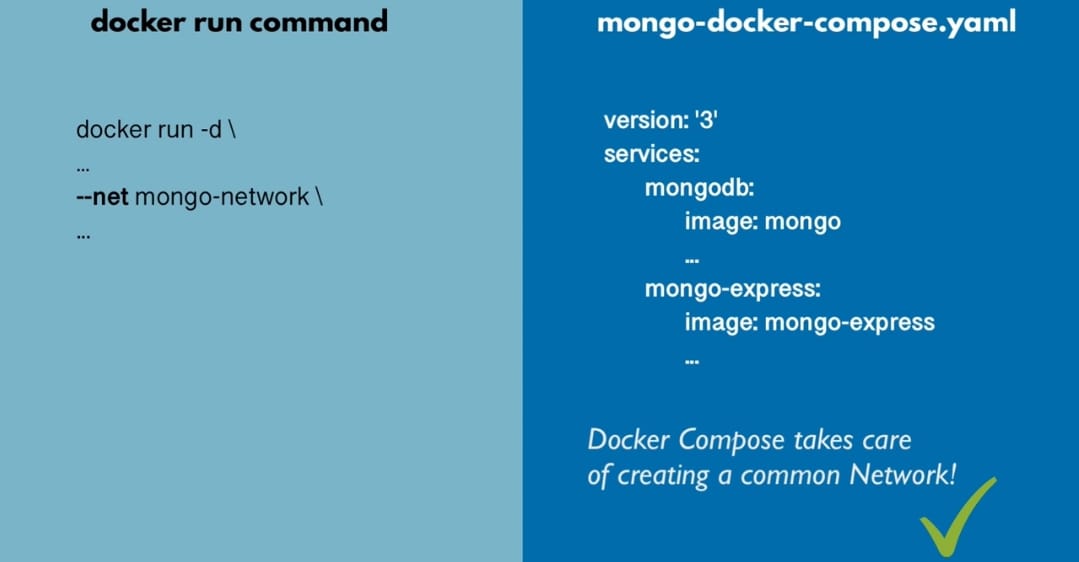 docker run command
docker run -d \
...
--net mongo-network \
...
mongo-docker-compose.yaml
version: '3'
services:
mongodb:
image: mongo
...
mongo-express:
image: mongo-express
...
Docker Compose takes care
of creating a common Network!